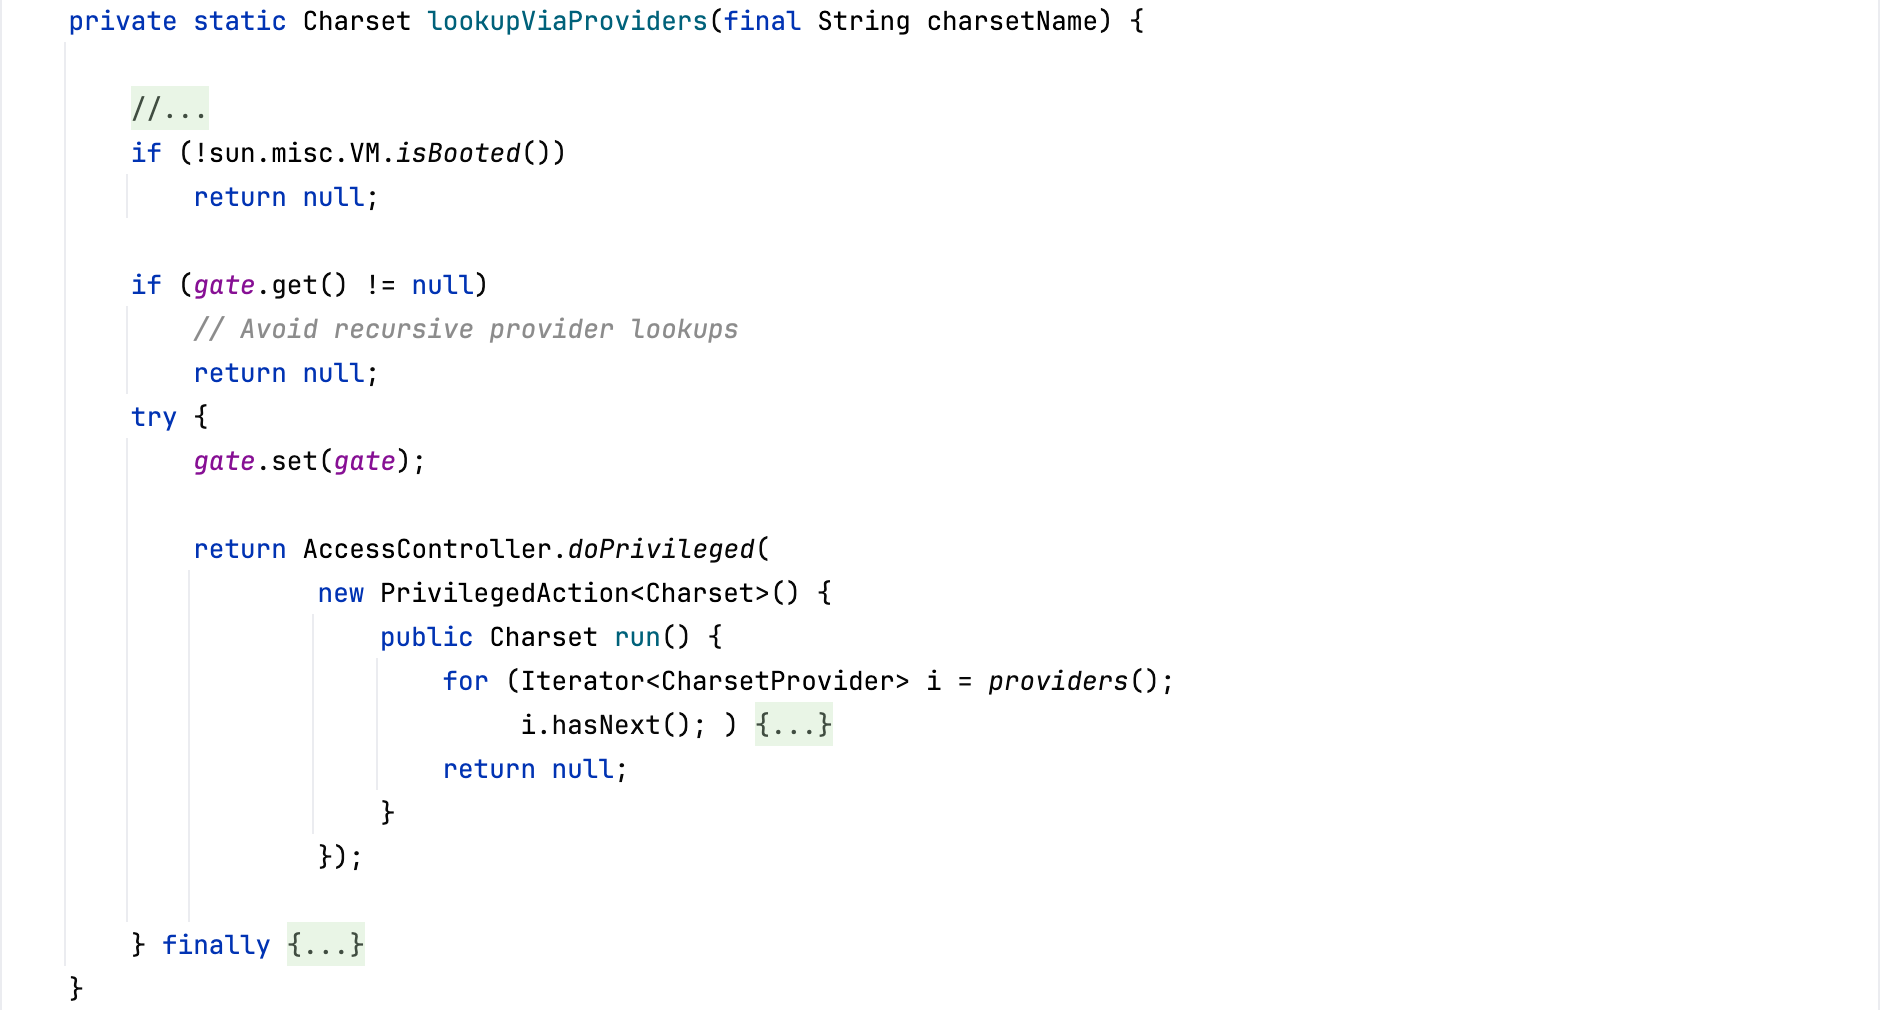 private static Charset lookupViaProviders(final String charsetName) {
//...
if (!sun.misc.VM.isBooted())
return null;
if (gate.get() != null)
// Avoid recursive provider lookups
return null;
try {
gate.set(gate);
return AccessController.doPrivileged(
new PrivilegedAction<Charset>() {
public Charset run() {
for (Iterator<CharsetProvider> i = providers();
i.hasNext(); ) {...}
return null;
}
});
} finally {...}
}